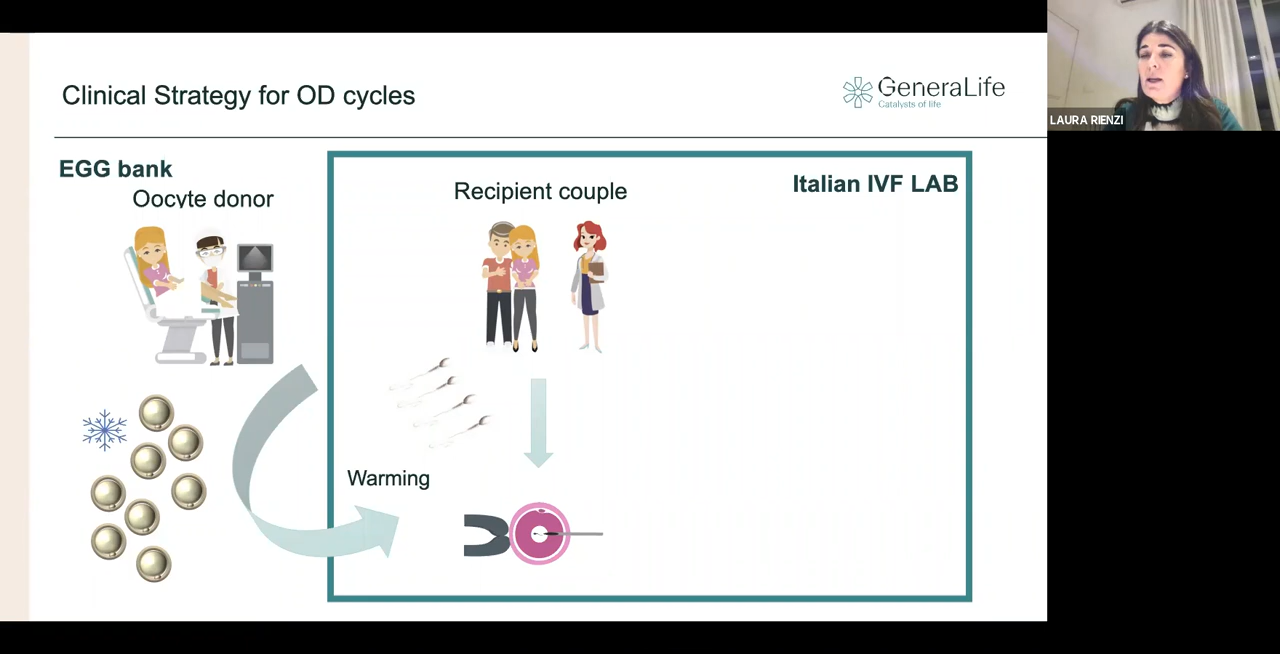 Clinical Strategy for OD cycles
GeneraLife
Catalysts of life
LAURA RIENZI
EGG bank
Oocyte donor
Recipient couple
Italian IVF LAB
Warming